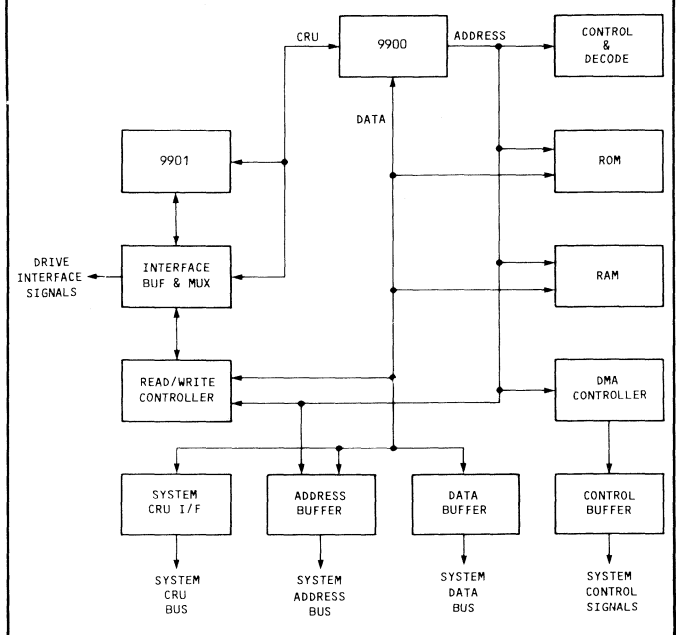 CRU
9900
ADDRESS
CONTROL
&
DECODE
DATA
9901
ROM
DRIVE
INTERFACE
SIGNALS
INTERFACE
BUF & MUX
RAM
READ/WRITE
CONTROLLER
DMA
CONTROLLER
SYSTEM
CRU I/F
ADDRESS
BUFFER
DATA
BUFFER
CONTROL
BUFFER
SYSTEM
CRU
BUS
SYSTEM
ADDRESS
BUS
SYSTEM
DATA
BUS
SYSTEM
CONTROL
SIGNALS